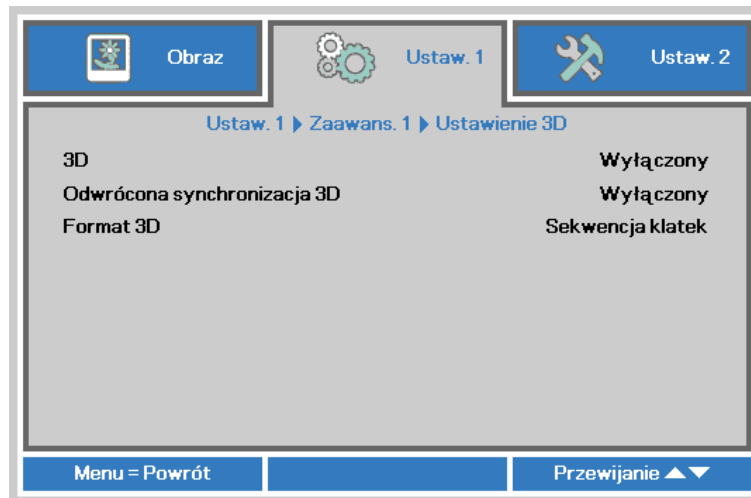 Obraz
Ustaw. 1
Ustaw. 2
Ustaw. 1 ▶ Zaawans. 1 ▶ Ustawienie 3D
3D Wyłączony
Odwrócona synchronizacja 3D Wyłączony
Format 3D Sekwencja klatek
Menu = Powrót
Przewijanie ▲▼